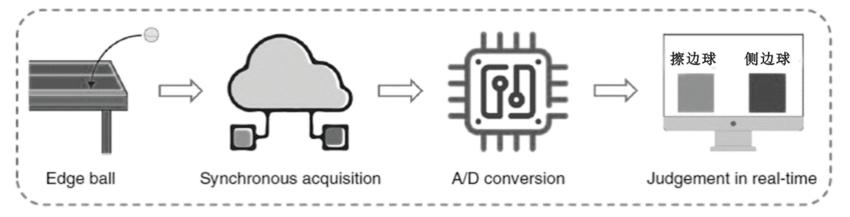 擦边球 侧边球
Edge ball Synchronous acquisition A/D conversion Judgement in real-time